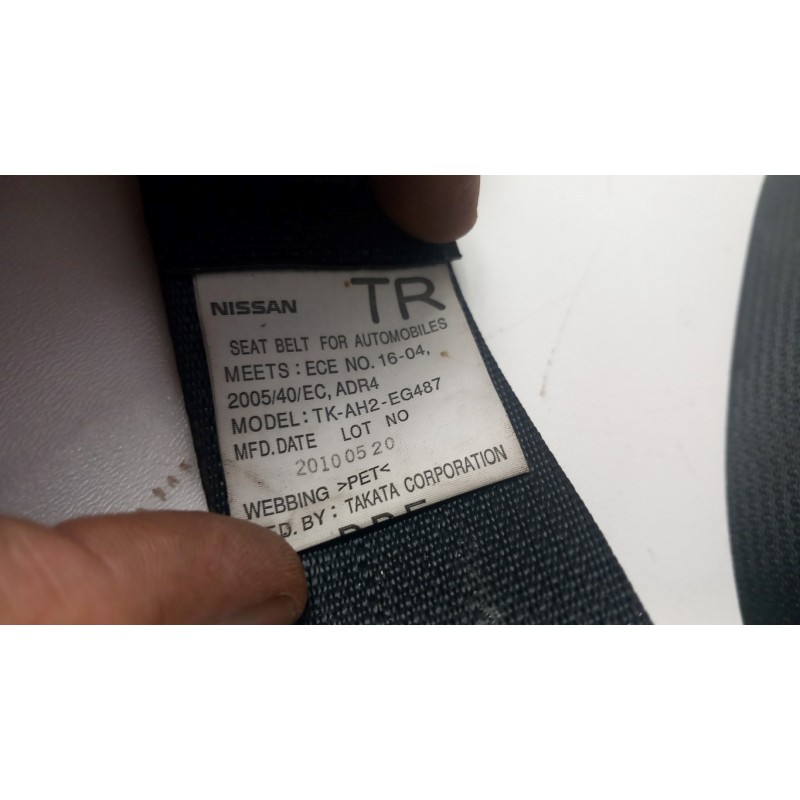 NISSAN TR
SEAT BELT FOR AUTOMOBILES
MEETS : ECE NO. 16-04,
2005/40/EC, ADR4
MODEL: TK-AH2-EG487
MFD.DATE LOT NO
20100520
WEBBING >PET<
BY : TAKATA CORPORATION